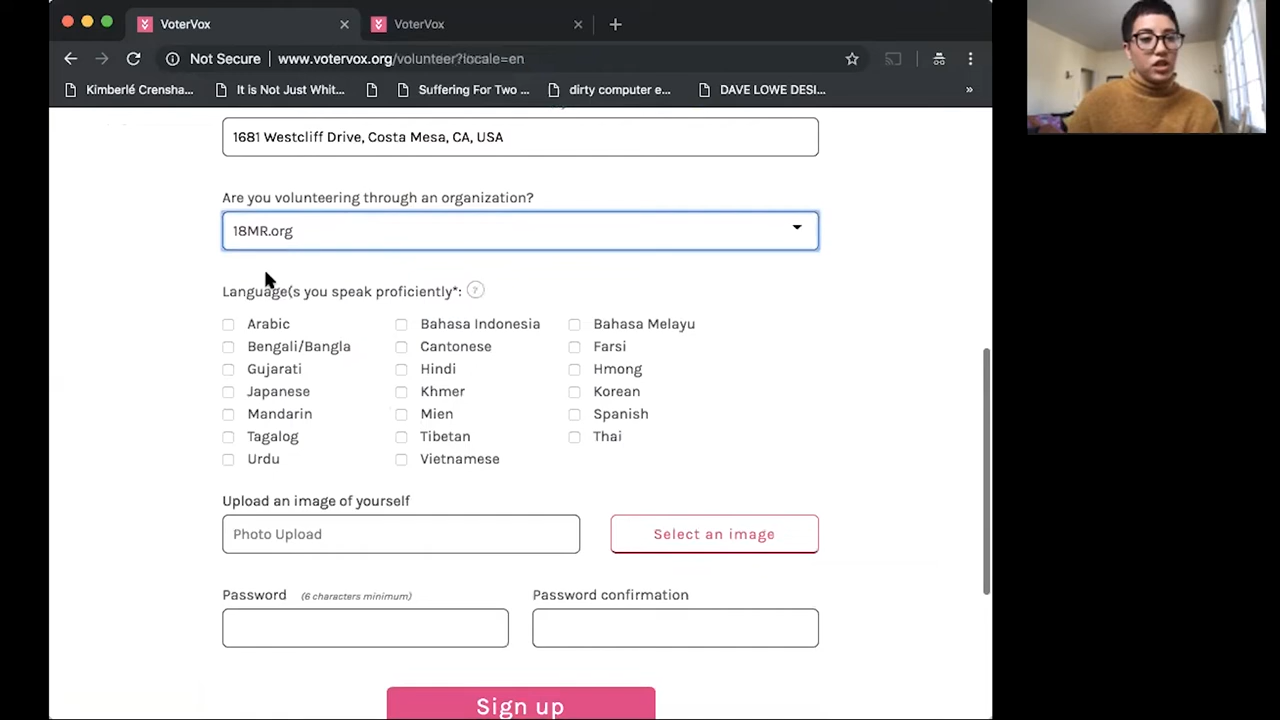 VoterVox
VoterVox
Not Secure www.votervox.org/volunteer?locale=en
Kimberlé Crensha... It is Not Just Whit... Suffering For Two ... dirty computer e... DAVE LOWE DESI... »
1681 Westcliff Drive, Costa Mesa, CA, USA
Are you volunteering through an organization?
18MR.org
Language(s you speak proficiently*: ?
Arabic Bahasa Indonesia Bahasa Melayu
Bengali/Bangla Cantonese Farsi
Gujarati Hindi Hmong
Japanese Khmer Korean
Mandarin Mien Spanish
Tagalog Tibetan Thai
Urdu Vietnamese
Upload an image of yourself
Photo Upload Select an image
Password (6 characters minimum) Password confirmation
Sign up